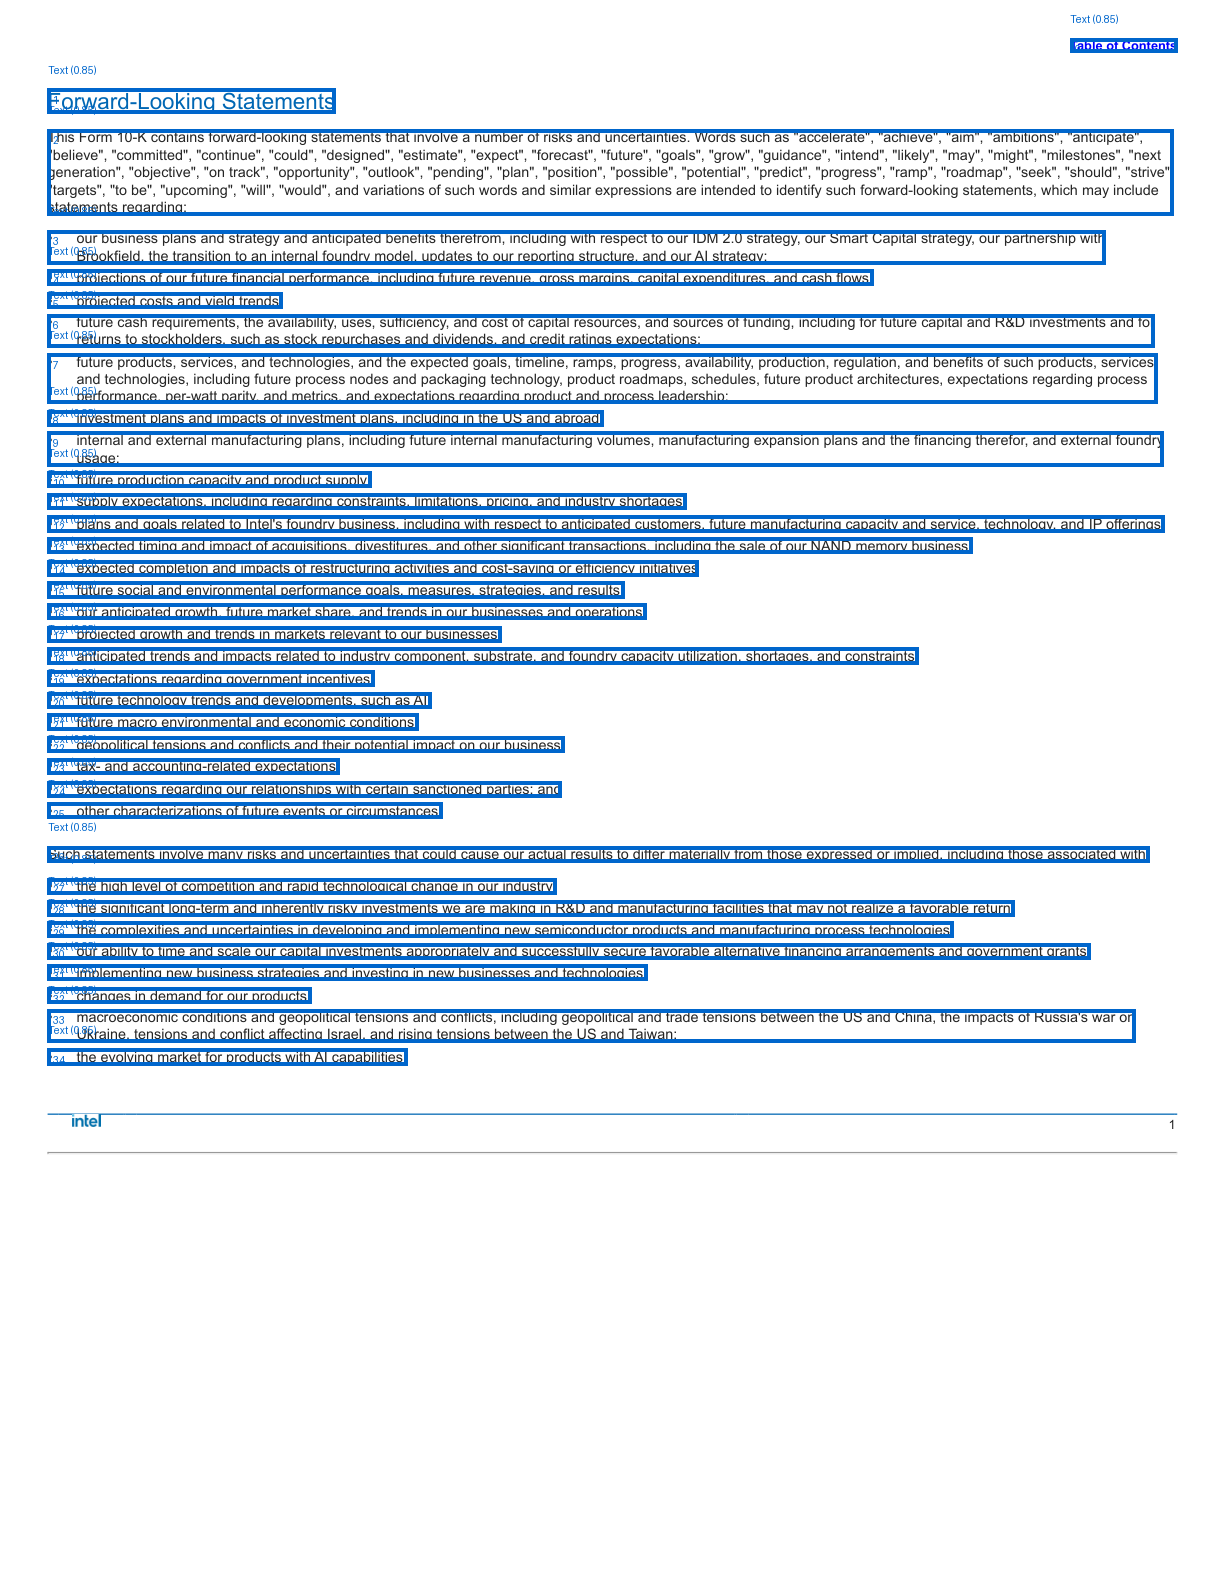 Text (0.85)
Table of Contents
Text (0.85)
Forward-Looking Statements
This Form 10-K contains forward-looking statements that involve a number of risks and uncertainties. Words such as "accelerate", "achieve", "aim", "ambitions", "anticipate",
"believe", "committed", "continue", "could", "designed", "estimate", "expect", "forecast", "future", "goals", "grow", "guidance", "intend", "likely", "may", "might", "milestones", "next
generation", "objective", "on track", "opportunity", "outlook", "pending", "plan", "position", "possible", "potential", "predict", "progress", "ramp", "roadmap", "seek", "should", "strive",
"targets", "to be", "upcoming", "will", "would", and variations of such words and similar expressions are intended to identify such forward-looking statements, which may include
statements regarding:
our business plans and strategy and anticipated benefits therefrom, including with respect to our IDM 2.0 strategy, our Smart Capital strategy, our partnership with
Brookfield, the transition to an internal foundry model, updates to our reporting structure, and our AI strategy;
projections of our future financial performance, including future revenue, gross margins, capital expenditures, and cash flows
projected costs and yield trends
future cash requirements, the availability, uses, sufficiency, and cost of capital resources, and sources of funding, including for future capital and R&D investments and for
returns to stockholders, such as stock repurchases and dividends, and credit ratings expectations;
future products, services, and technologies, and the expected goals, timeline, ramps, progress, availability, production, regulation, and benefits of such products, services
and technologies, including future process nodes and packaging technology, product roadmaps, schedules, future product architectures, expectations regarding process
performance, per-watt parity, and metrics, and expectations regarding product and process leadership;
investment plans and impacts of investment plans, including in the US and abroad
internal and external manufacturing plans, including future internal manufacturing volumes, manufacturing expansion plans and the financing therefor, and external foundry
usage;
future production capacity and product supply
supply expectations, including regarding constraints, limitations, pricing, and industry shortages
plans and goals related to Intel's foundry business, including with respect to anticipated customers, future manufacturing capacity and service, technology, and IP offerings
expected timing and impact of acquisitions, divestitures, and other significant transactions, including the sale of our NAND memory business
expected completion and impacts of restructuring activities and cost-saving or efficiency initiatives
future social and environmental performance goals, measures, strategies, and results
our anticipated growth, future market share, and trends in our businesses and operations
projected growth and trends in markets relevant to our businesses
anticipated trends and impacts related to industry component, substrate, and foundry capacity utilization, shortages, and constraints
expectations regarding government incentives
future technology trends and developments, such as AI
future macro environmental and economic conditions
geopolitical tensions and conflicts and their potential impact on our business
tax- and accounting-related expectations
expectations regarding our relationships with certain sanctioned parties; and
other characterizations of future events or circumstances
Text (0.85)
Such statements involve many risks and uncertainties that could cause our actual results to differ materially from those expressed or implied, including those associated with
the high level of competition and rapid technological change in our industry
the significant long-term and inherently risky investments we are making in R&D and manufacturing facilities that may not realize a favorable return
the complexities and uncertainties in developing and implementing new semiconductor products and manufacturing process technologies
our ability to time and scale our capital investments appropriately and successfully secure favorable alternative financing arrangements and government grants
implementing new business strategies and investing in new businesses and technologies
changes in demand for our products
macroeconomic conditions and geopolitical tensions and conflicts, including geopolitical and trade tensions between the US and China, the impacts of Russia's war on
Ukraine, tensions and conflict affecting Israel, and rising tensions between the US and Taiwan;
the evolving market for products with AI capabilities
intel
1